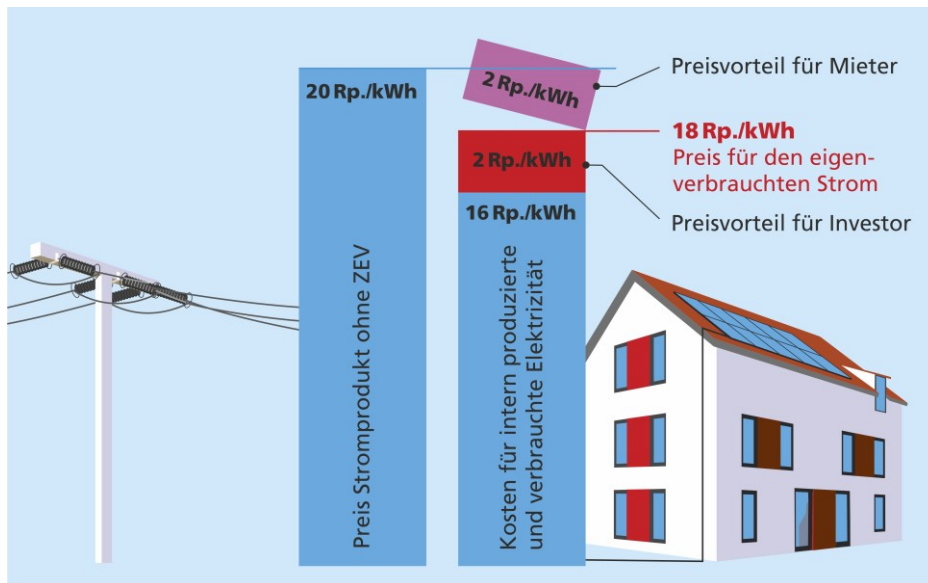 20 Rp./kWh
Preis Stromprodukt ohne ZEV
2 Rp./kWh
2 Rp./kWh
16 Rp./kWh
Kosten für intern produzierte
und verbrauchte Elektrizität
Preisvorteil für Mieter
18 Rp./kWh
Preis für den eigen-
verbrauchten Strom
Preisvorteil für Investor